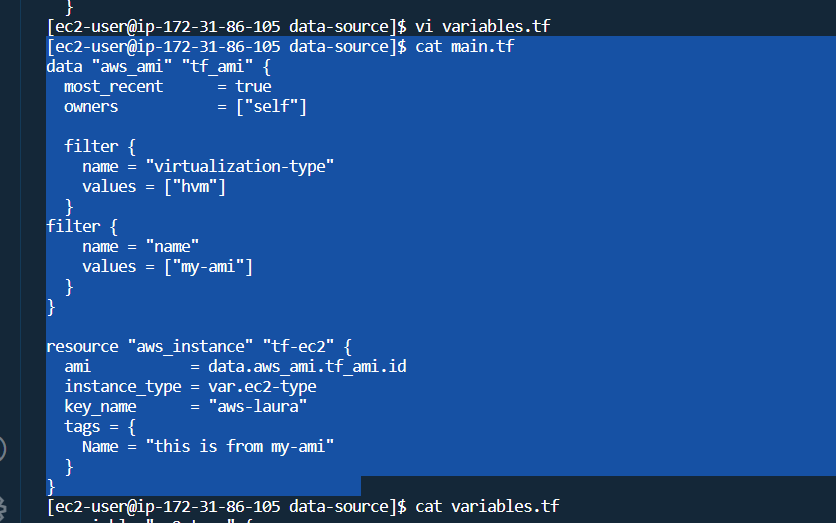 }
[ec2-user@ip-172-31-86-105 data-source]$ vi variables.tf
[ec2-user@ip-172-31-86-105 data-source]$ cat main.tf
data "aws_ami" "tf_ami" {
  most_recent      = true
  owners           = ["self"]

  filter {
    name = "virtualization-type"
    values = ["hvm"]
  }
filter {
    name = "name"
    values = ["my-ami"]
  }
}

resource "aws_instance" "tf-ec2" {
  ami           = data.aws_ami.tf_ami.id
  instance_type = var.ec2-type
  key_name      = "aws-laura"
  tags = {
    Name = "this is from my-ami"
  }
}
[ec2-user@ip-172-31-86-105 data-source]$ cat variables.tf